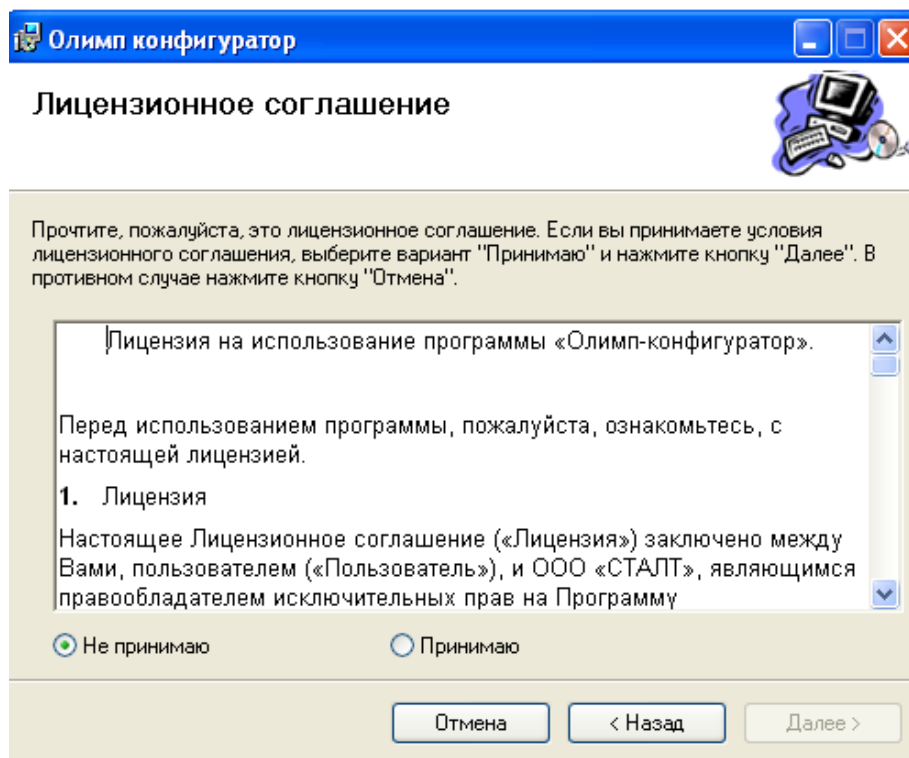 Олимп конфигуратор
Лицензионное соглашение
Прочтите, пожалуйста, это лицензионное соглашение. Если вы принимаете условия
лицензионного соглашения, выберите вариант "Принимаю" и нажмите кнопку "Далее". В
противном случае нажмите кнопку "Отмена".
Лицензия на использование программы «Олимп-конфигуратор».
Перед использованием программы, пожалуйста, ознакомьтесь, с
настоящей лицензией.
1. Лицензия
Настоящее Лицензионное соглашение («Лицензия») заключено между
Вами, пользователем («Пользователь»), и ООО «СТАЛТ», являющимся
правообладателем исключительных прав на Программу
Не принимаю Принимаю
Отмена < Назад Далее >